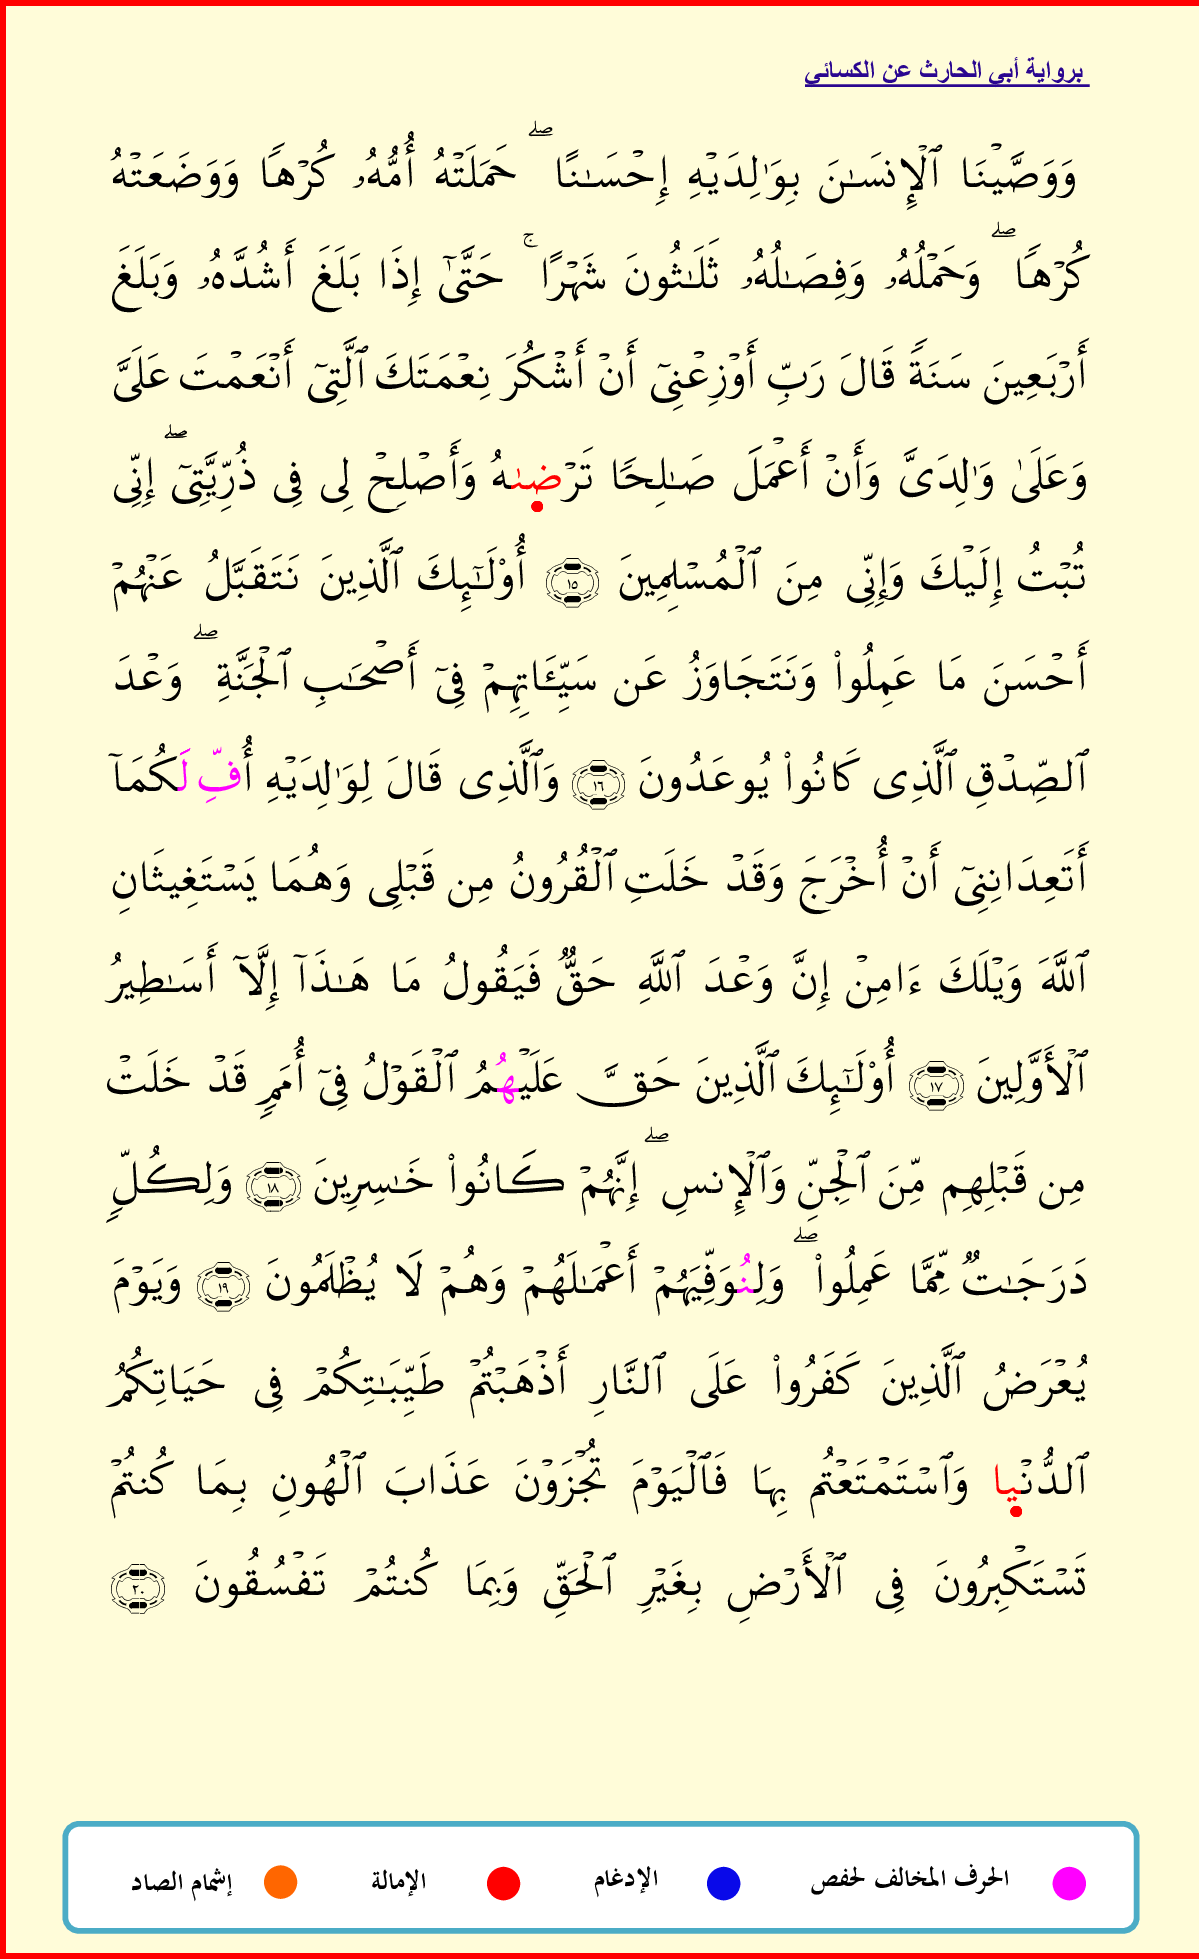 برواية أبي الحارث عن الكسائي
وَوَصَّيْنَا ٱلْإِنسَـٰنَ بِوَٰلِدَيْهِ إِحْسَـٰنًا ۖ حَمَلَتْهُ أُمُّهُۥ كُرْهًا وَوَضَعَتْهُ
كُرْهًا ۖ وَحَمْلُهُۥ وَفِصَـٰلُهُۥ ثَلَـٰثُونَ شَهْرًا ۚ حَتَّىٰٓ إِذَا بَلَغَ أَشُدَّهُۥ وَبَلَغَ
أَرْبَعِينَ سَنَةً قَالَ رَبِّ أَوْزِعْنِىٓ أَنْ أَشْكُرَ نِعْمَتَكَ ٱلَّتِىٓ أَنْعَمْتَ عَلَىَّ
وَعَلَىٰ وَٰلِدَىَّ وَأَنْ أَعْمَلَ صَـٰلِحًا تَرْضٜىٰهُ وَأَصْلِحْ لِى فِى ذُرِّيَّتِىٓ ۖ إِنِّى
تُبْتُ إِلَيْكَ وَإِنِّى مِنَ ٱلْمُسْلِمِينَ ١٥ أُوْلَـٰٓئِكَ ٱلَّذِينَ نَتَقَبَّلُ عَنْهُمْ
أَحْسَنَ مَا عَمِلُوا۟ وَنَتَجَاوَزُ عَن سَيِّـَٔاتِهِمْ فِىٓ أَصْحَـٰبِ ٱلْجَنَّةِ ۖ وَعْدَ
ٱلصِّدْقِ ٱلَّذِى كَانُوا۟ يُوعَدُونَ ١٦ وَٱلَّذِى قَالَ لِوَٰلِدَيْهِ أُفِّ لَكُمَآ
أَتَعِدَانِنِىٓ أَنْ أُخْرَجَ وَقَدْ خَلَتِ ٱلْقُرُونُ مِن قَبْلِى وَهُمَا يَسْتَغِيثَانِ
ٱللَّهَ وَيْلَكَ ءَامِنْ إِنَّ وَعْدَ ٱللَّهِ حَقٌّ فَيَقُولُ مَا هَـٰذَآ إِلَّآ أَسَـٰطِيرُ
ٱلْأَوَّلِينَ ١٧ أُوْلَـٰٓئِكَ ٱلَّذِينَ حَقَّ عَلَيْهُمُ ٱلْقَوْلُ فِىٓ أُمَمٍ قَدْ خَلَتْ
مِن قَبْلِهِم مِّنَ ٱلْجِنِّ وَٱلْإِنسِ ۖ إِنَّهُمْ كَانُوا۟ خَـٰسِرِينَ ١٨ وَلِكُلٍّ
دَرَجَـٰتٌ مِّمَّا عَمِلُوا۟ ۖ وَلِنُوَفِّيَهُمْ أَعْمَـٰلَهُمْ وَهُمْ لَا يُظْلَمُونَ ١٩ وَيَوْمَ
يُعْرَضُ ٱلَّذِينَ كَفَرُوا۟ عَلَى ٱلنَّارِ أَذْهَبْتُمْ طَيِّبَـٰتِكُمْ فِى حَيَاتِكُمُ
ٱلدُّنْيٜا وَٱسْتَمْتَعْتُم بِهَا فَٱلْيَوْمَ تُجْزَوْنَ عَذَابَ ٱلْهُونِ بِمَا كُنتُمْ
تَسْتَكْبِرُونَ فِى ٱلْأَرْضِ بِغَيْرِ ٱلْحَقِّ وَبِمَا كُنتُمْ تَفْسُقُونَ ٢٠
الحرف المخالف لحفص الإدغام الإمالة إشمام الصاد